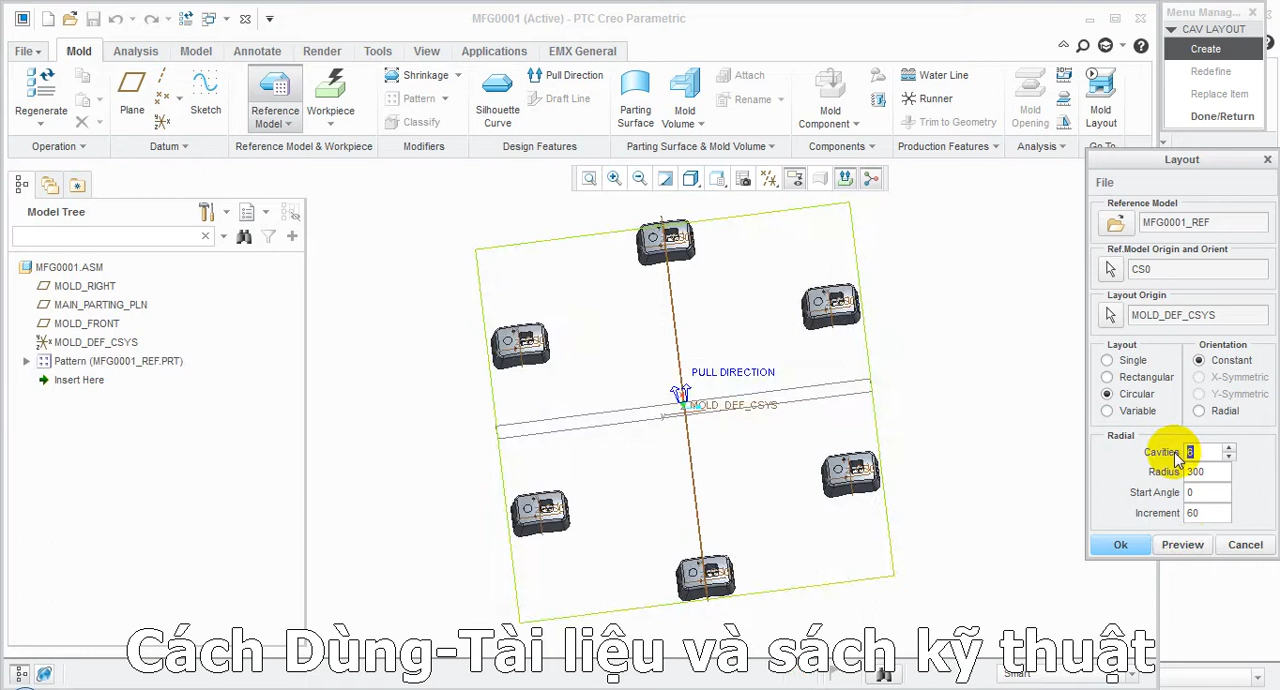 MFG0001 (Active) - PTC Creo Parametric
Menu Manag...
CAV LAYOUT
Create
Redefine
Replace Item
Done/Return
File
Mold
Analysis
Model
Annotate
Render
Tools
View
Applications
EMX General
Regenerate
Plane
Sketch
Reference Model
Workpiece
Shrinkage
Pattern
Classify
Silhouette Curve
Pull Direction
Draft Line
Parting Surface
Mold Volume
Attach
Rename
Mold Component
Water Line
Runner
Trim to Geometry
Mold Opening
Mold Layout
Operation
Datum
Reference Model & Workpiece
Modifiers
Design Features
Parting Surface & Mold Volume
Components
Production Features
Analysis
Go To
Model Tree
MFG0001.ASM
MOLD_RIGHT
MAIN_PARTING_PLN
MOLD_FRONT
MOLD_DEF_CSYS
Pattern (MFG0001_REF.PRT)
Insert Here
PULL DIRECTION
MOLD_DEF_CSYS
Layout
File
Reference Model
MFG0001_REF
Ref.Model Origin and Orient
CS0
Layout Origin
MOLD_DEF_CSYS
Layout
Orientation
Single
Constant
Rectangular
X-Symmetric
Circular
Y-Symmetric
Variable
Radial
Radial
Cavities 6
Radius 300
Start Angle 0
Increment 60
Ok
Preview
Cancel
Cách Dùng-Tài liệu và sách kỹ thuật
Smart